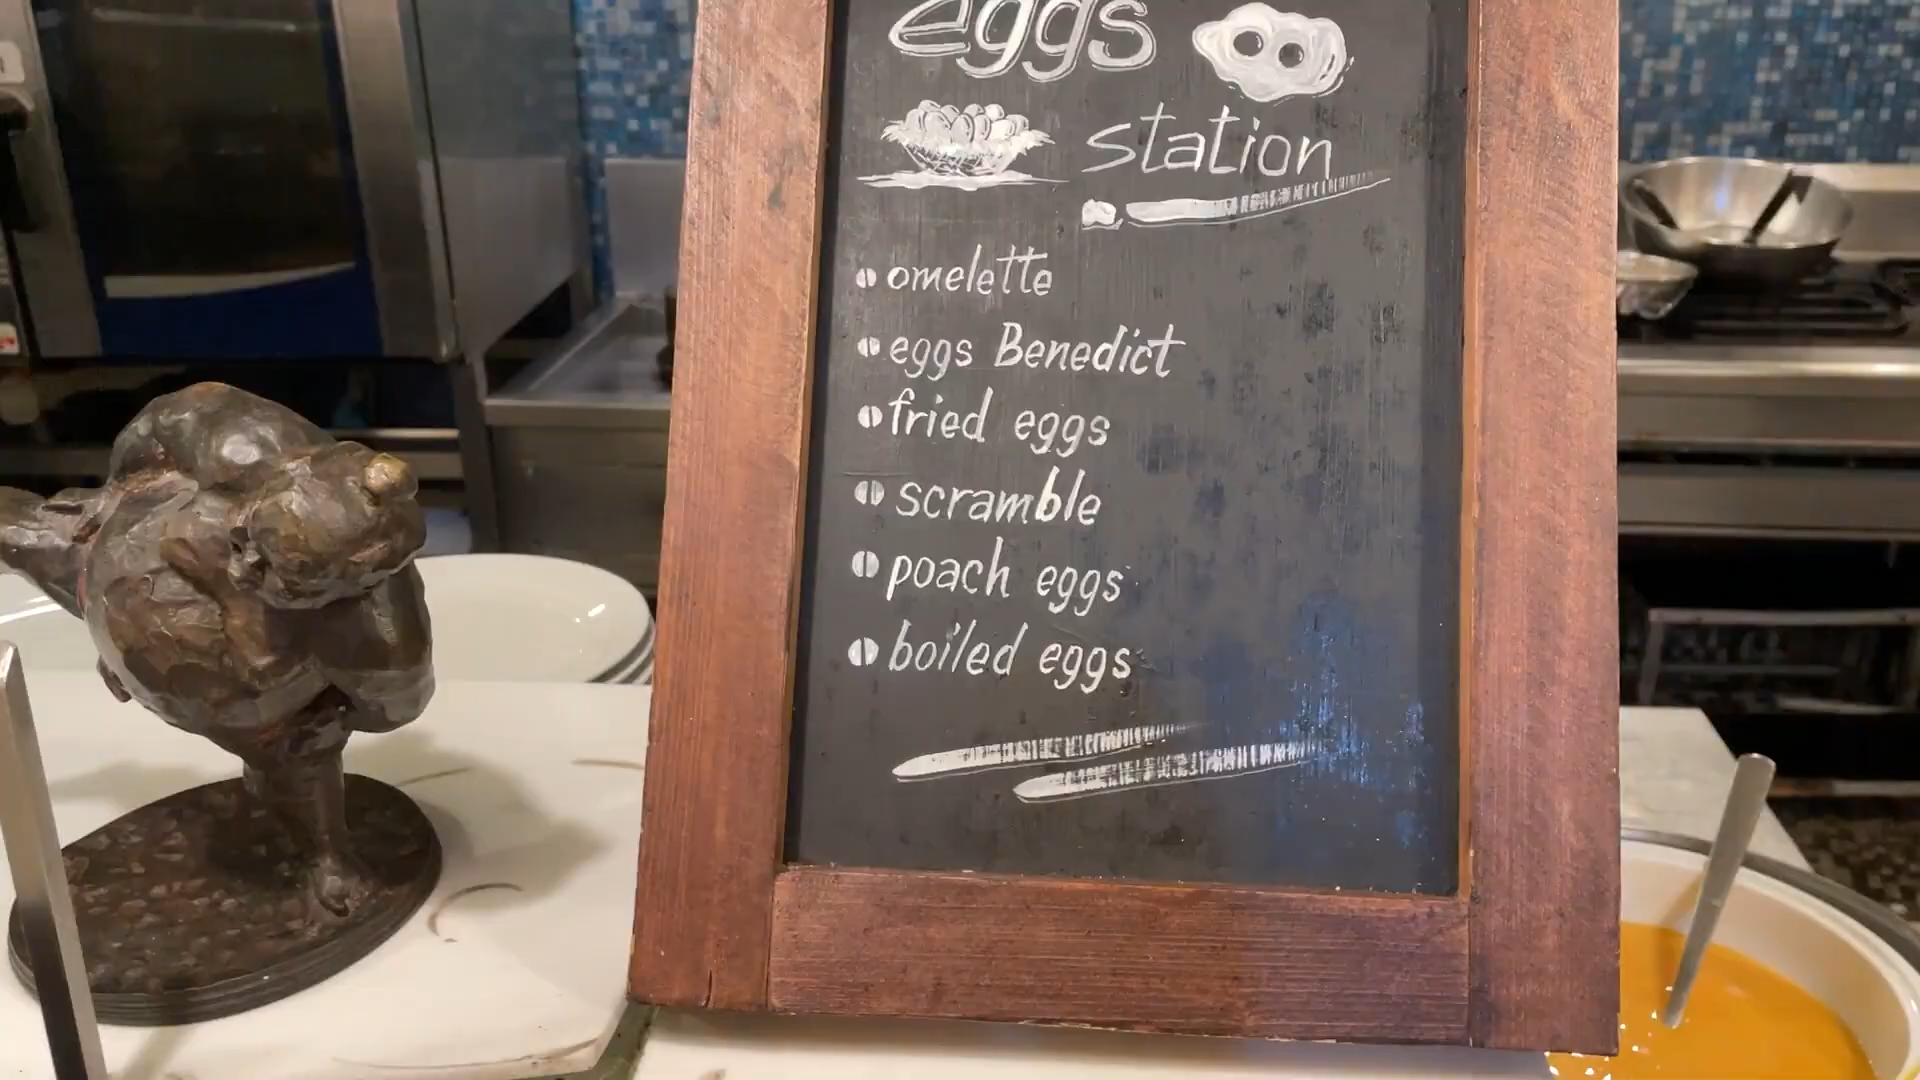 eggs
station
omelette
eggs Benedict
fried eggs
scramble
poach eggs
boiled eggs